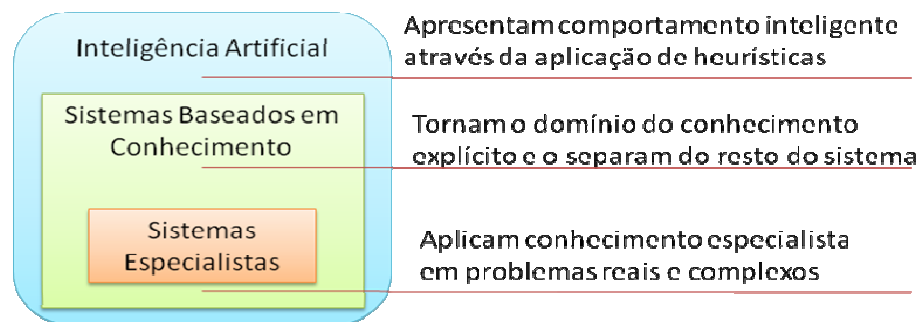 Inteligência Artificial
Apresentam comportamento inteligente
através da aplicação de heurísticas
Sistemas Baseados em
Conhecimento
Tornam o domínio do conhecimento
explícito e o separam do resto do sistema
Sistemas
Especialistas
Aplicam conhecimento especialista
em problemas reais e complexos